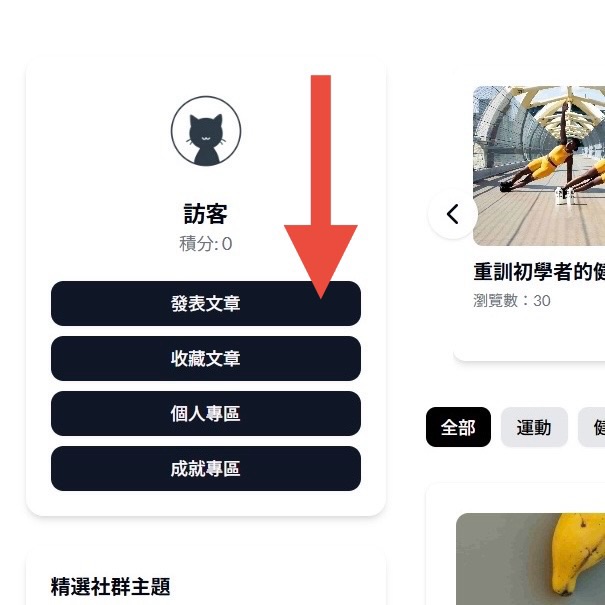 訪客
積分: 0
發表文章
收藏文章
個人專區
成就專區
精選社群主題
重訓初學者的健
瀏覽數：30
全部
運動